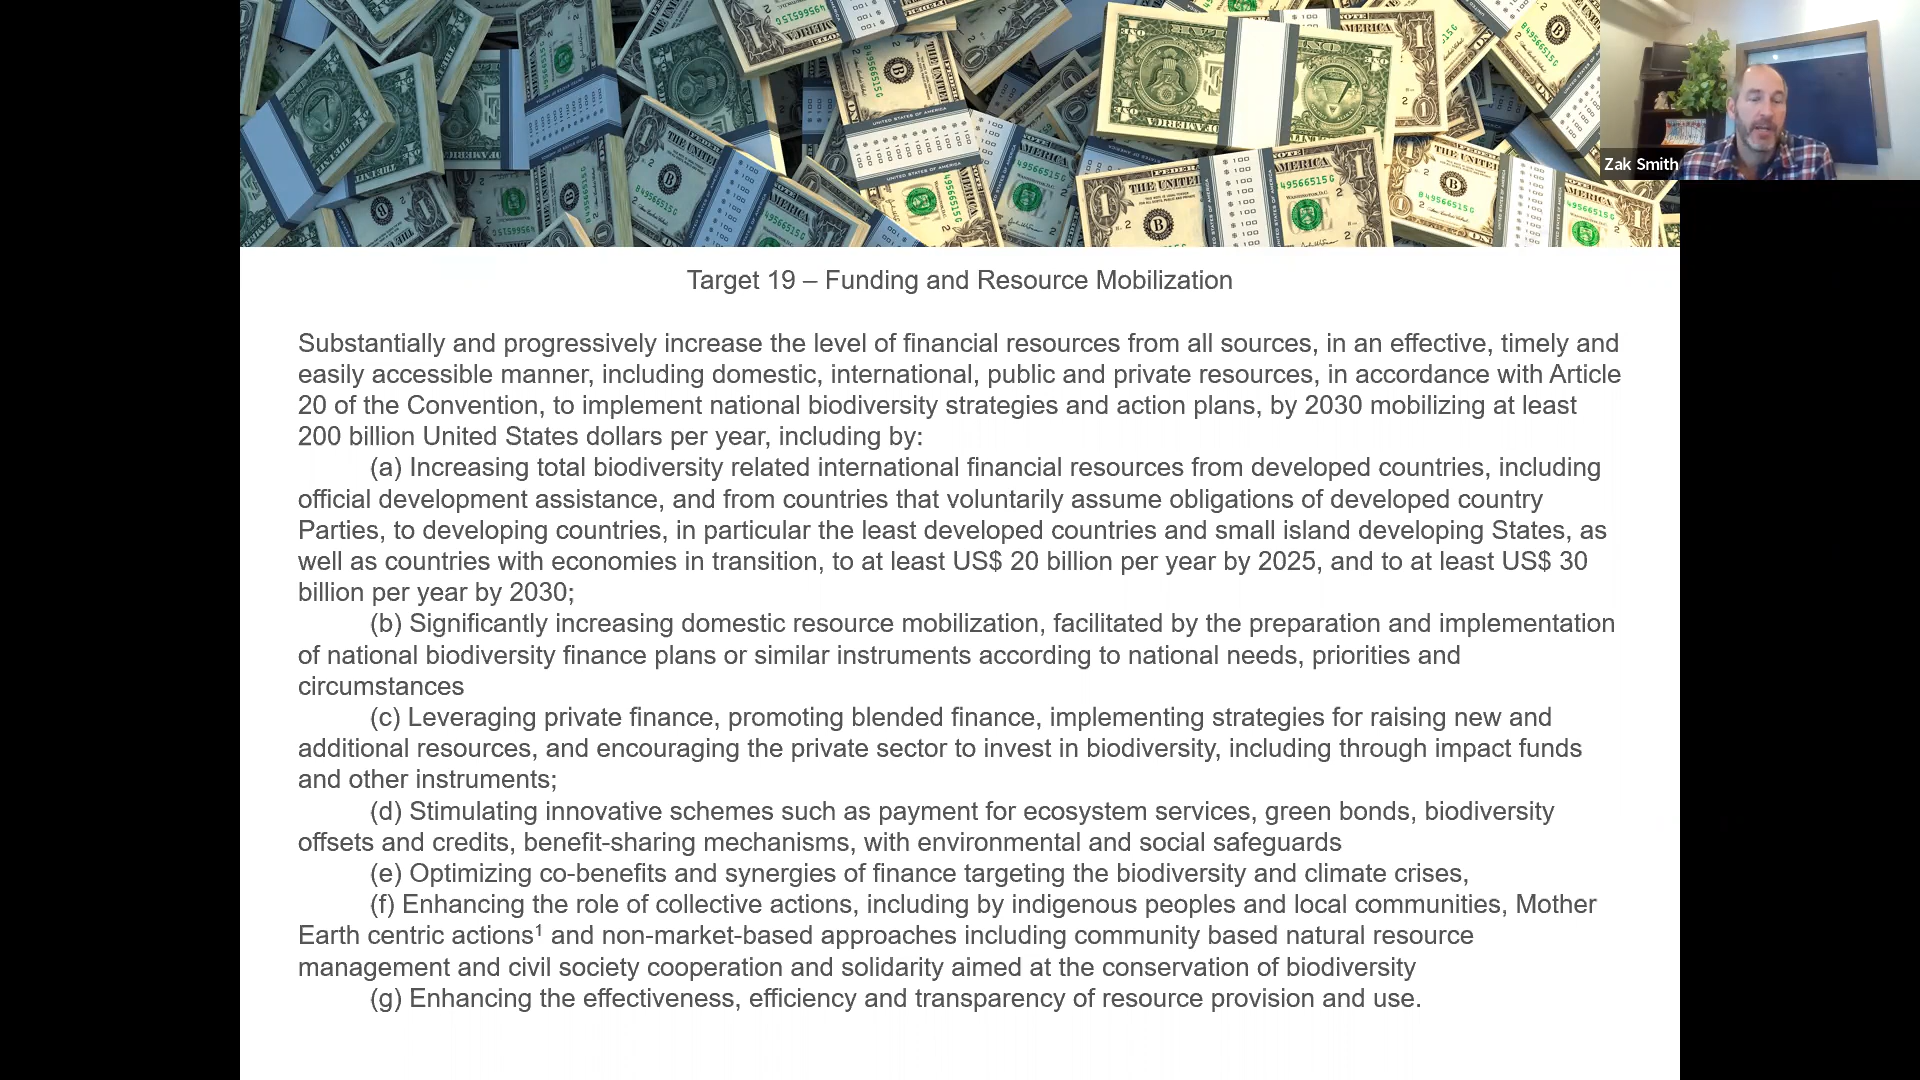 Zak Smith
Target 19 – Funding and Resource Mobilization
Substantially and progressively increase the level of financial resources from all sources, in an effective, timely and
easily accessible manner, including domestic, international, public and private resources, in accordance with Article
20 of the Convention, to implement national biodiversity strategies and action plans, by 2030 mobilizing at least
200 billion United States dollars per year, including by:
(a) Increasing total biodiversity related international financial resources from developed countries, including
official development assistance, and from countries that voluntarily assume obligations of developed country
Parties, to developing countries, in particular the least developed countries and small island developing States, as
well as countries with economies in transition, to at least US$ 20 billion per year by 2025, and to at least US$ 30
billion per year by 2030;
(b) Significantly increasing domestic resource mobilization, facilitated by the preparation and implementation
of national biodiversity finance plans or similar instruments according to national needs, priorities and
circumstances
(c) Leveraging private finance, promoting blended finance, implementing strategies for raising new and
additional resources, and encouraging the private sector to invest in biodiversity, including through impact funds
and other instruments;
(d) Stimulating innovative schemes such as payment for ecosystem services, green bonds, biodiversity
offsets and credits, benefit-sharing mechanisms, with environmental and social safeguards
(e) Optimizing co-benefits and synergies of finance targeting the biodiversity and climate crises,
(f) Enhancing the role of collective actions, including by indigenous peoples and local communities, Mother
Earth centric actions¹ and non-market-based approaches including community based natural resource
management and civil society cooperation and solidarity aimed at the conservation of biodiversity
(g) Enhancing the effectiveness, efficiency and transparency of resource provision and use.